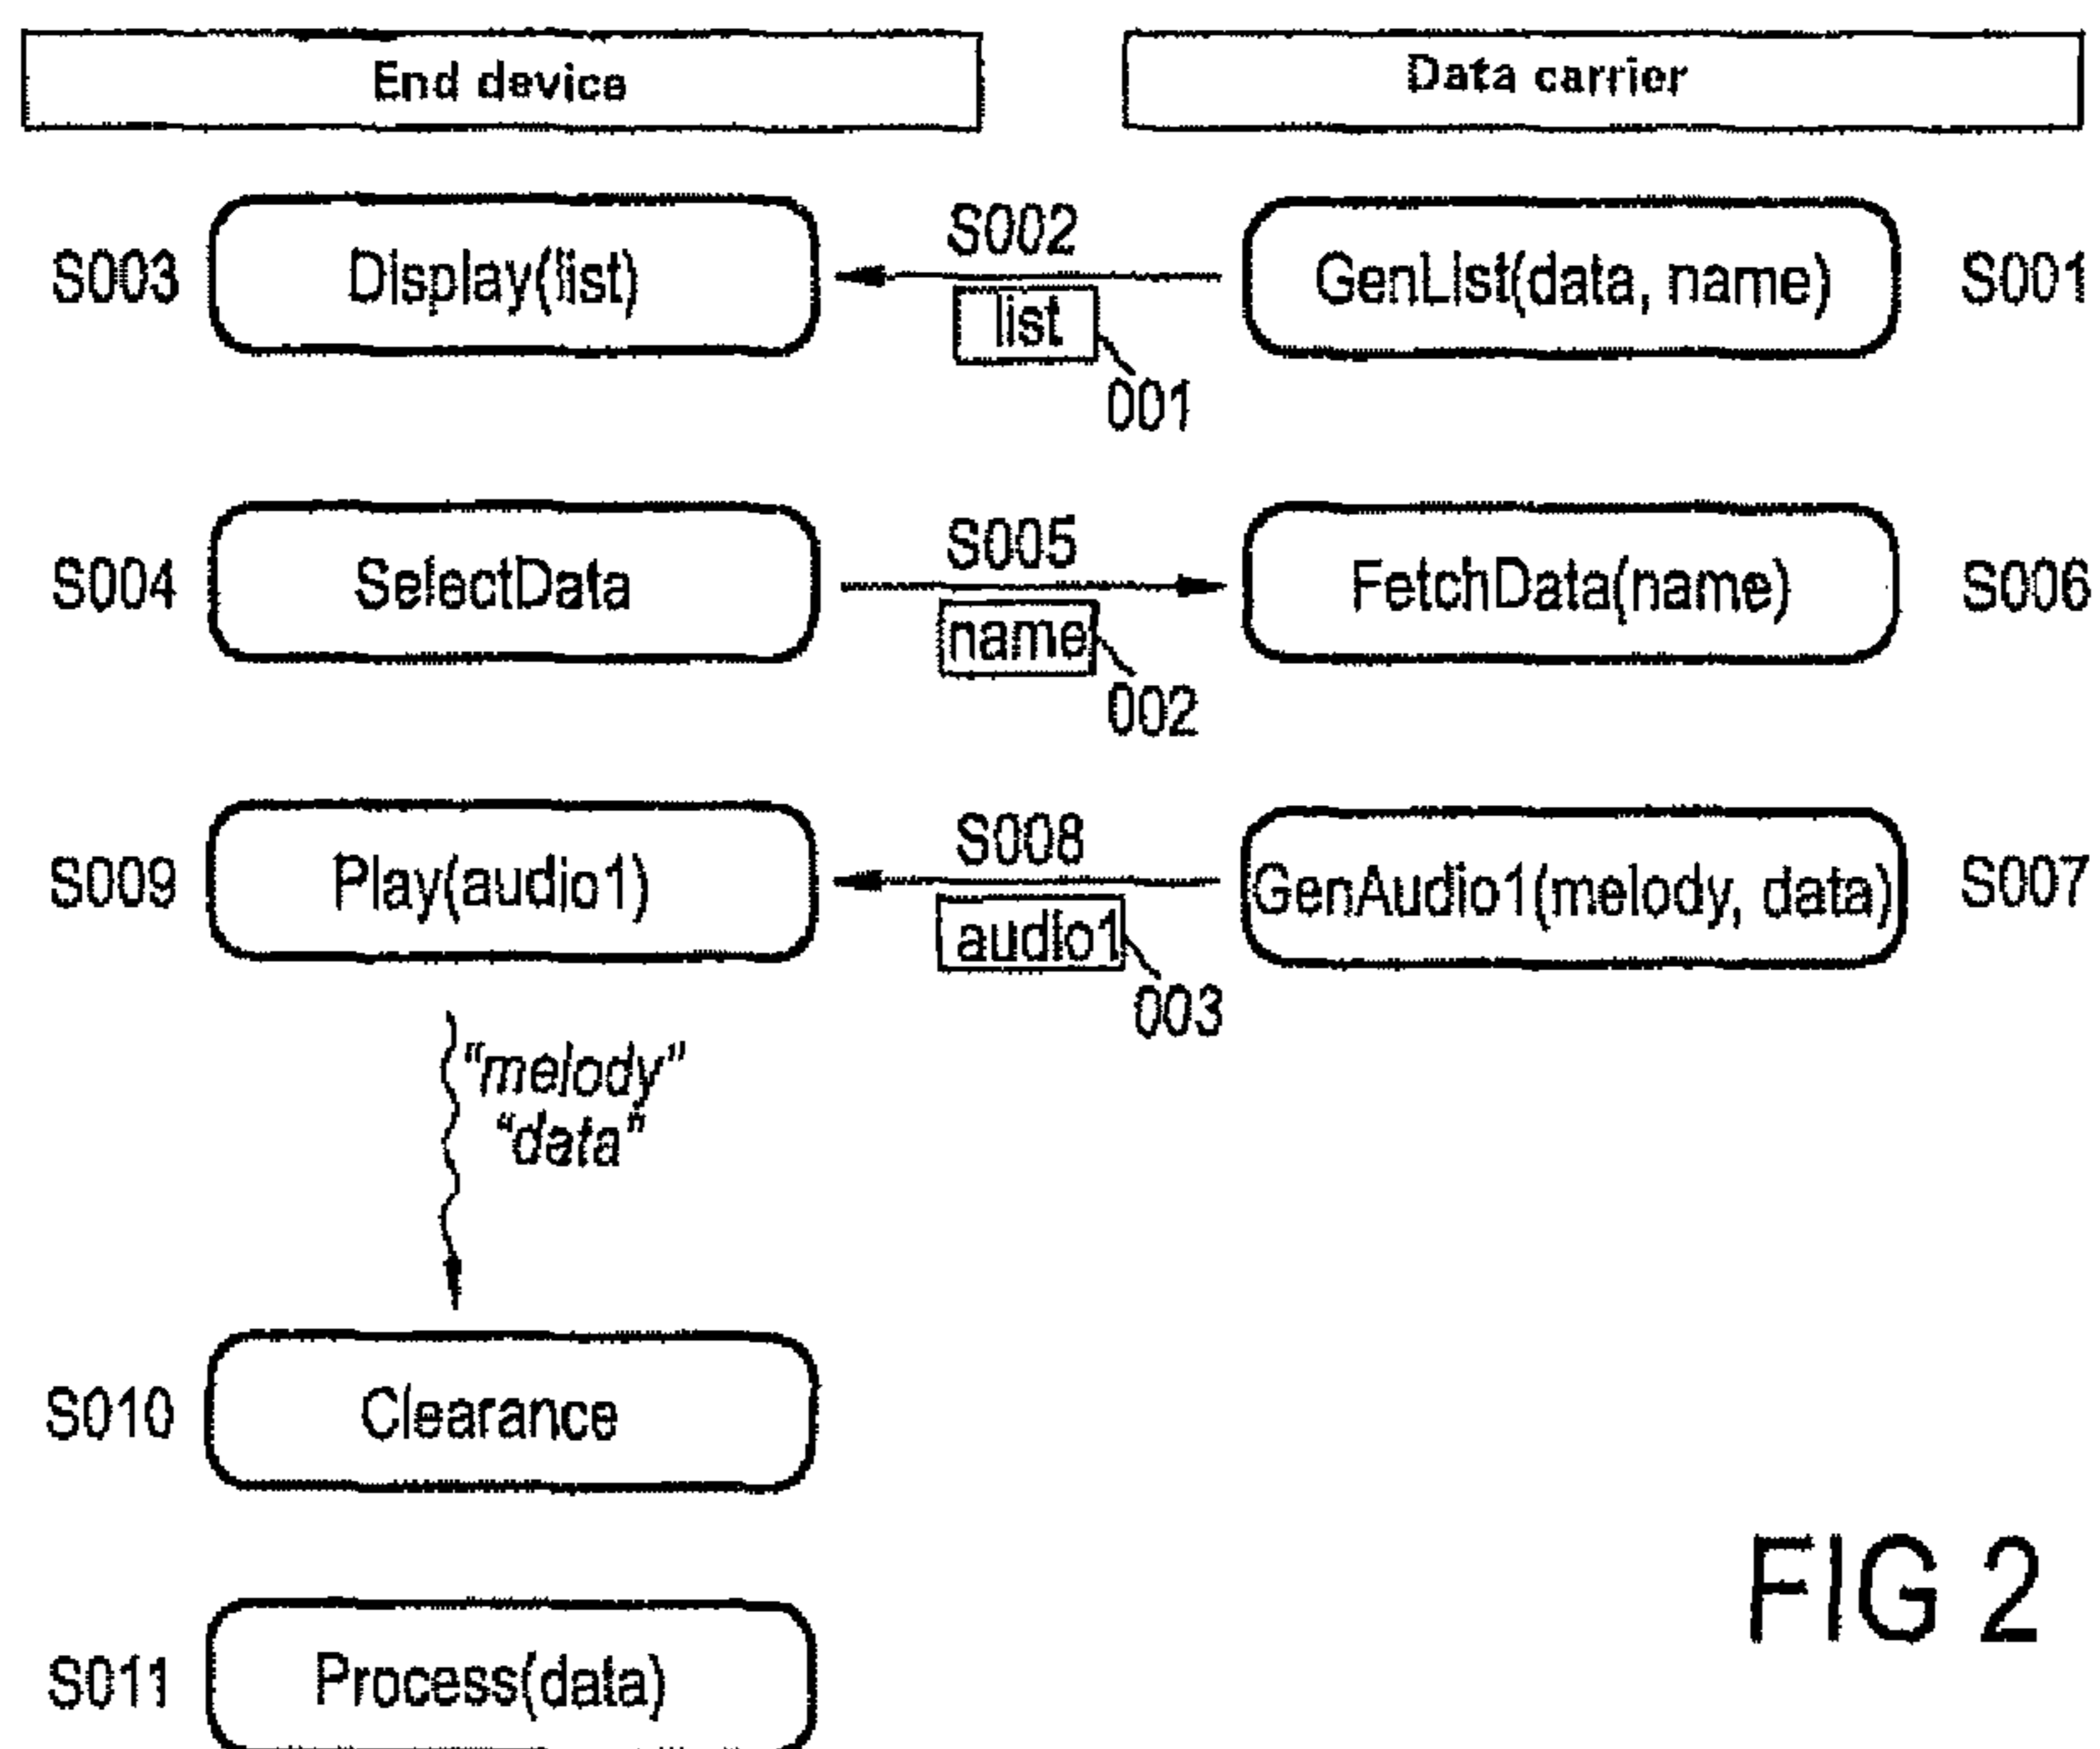 End device
Data carrier
S003
Display(list)
S002
list
001
GenList(data, name)
S001
S004
SelectData
S005
name
002
FetchData(name)
S006
S009
Play(audio1)
S008
audio1
003
GenAudio1(melody, data)
S007
“melody”
“data”
S010
Clearance
S011
Process(data)
FIG 2